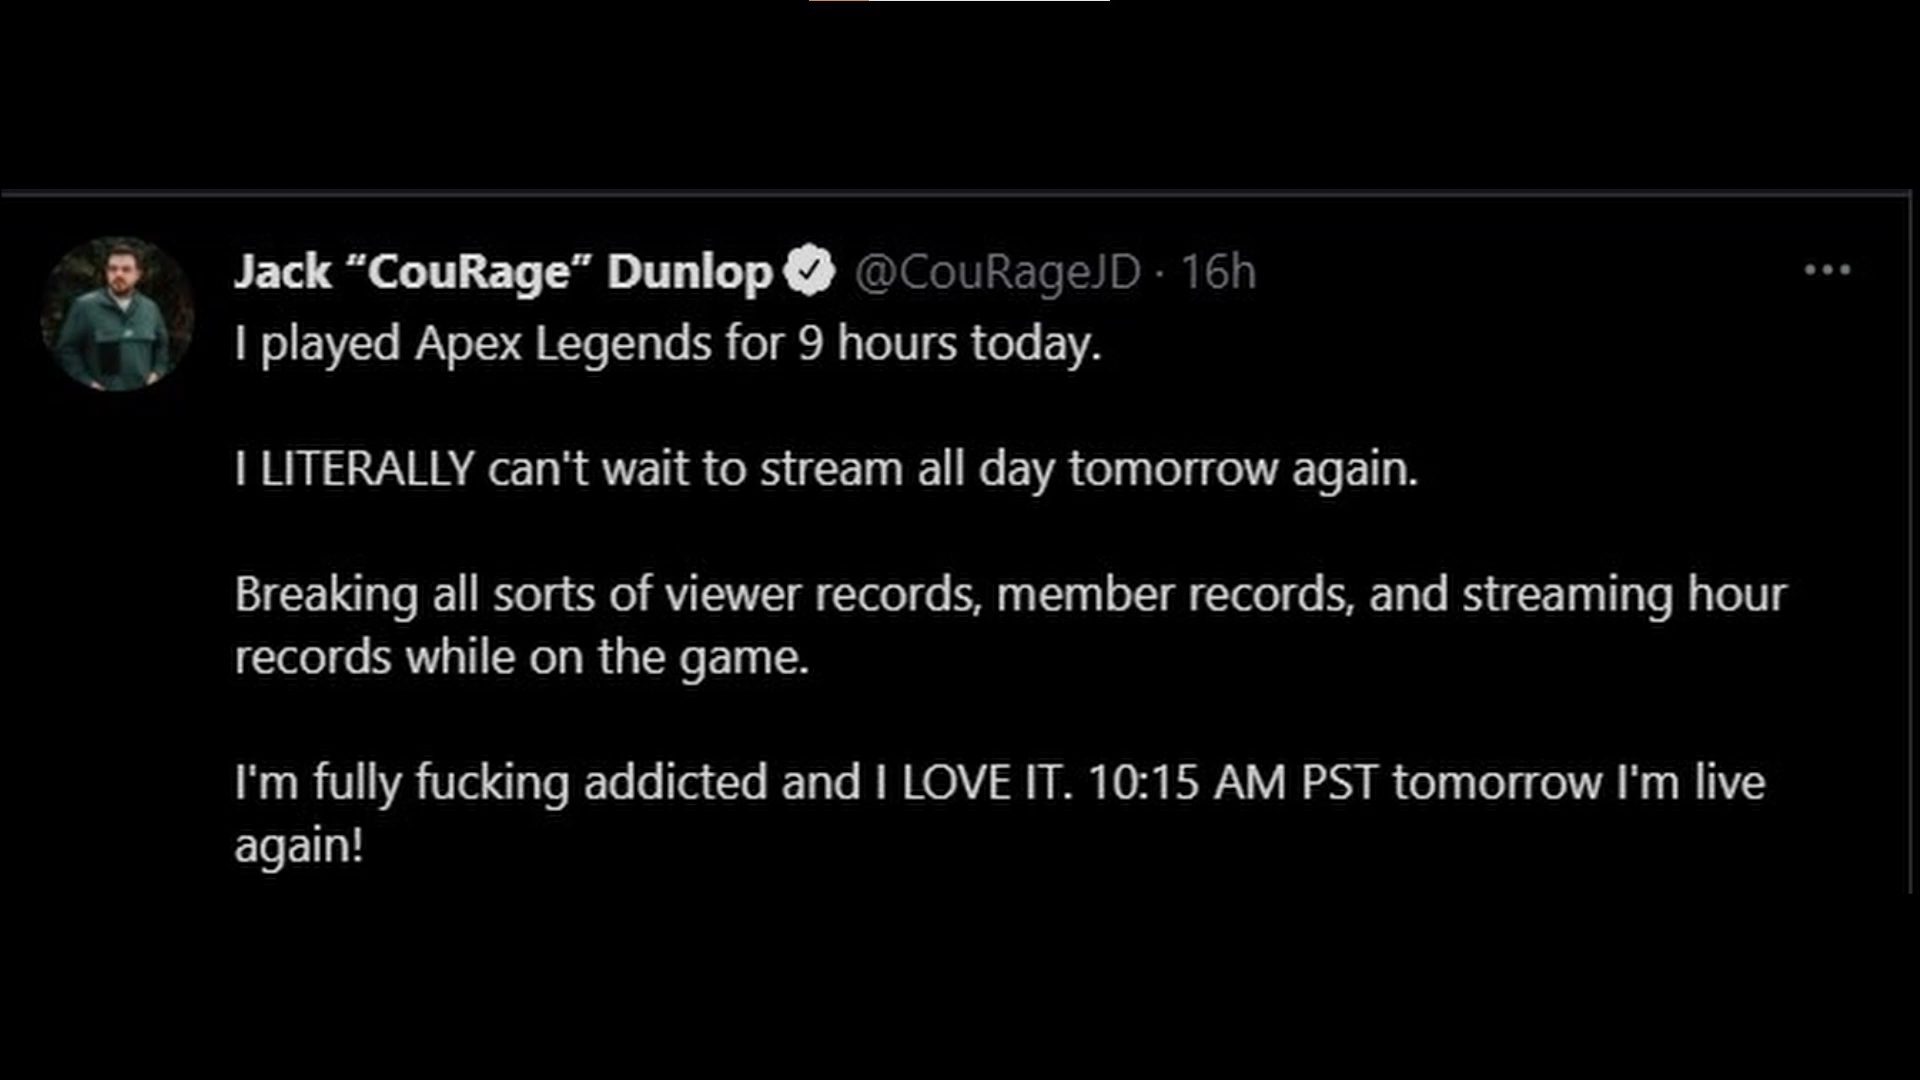 Jack “CouRage” Dunlop @CouRageJD · 16h
I played Apex Legends for 9 hours today.
I LITERALLY can't wait to stream all day tomorrow again.
Breaking all sorts of viewer records, member records, and streaming hour
records while on the game.
I'm fully fucking addicted and I LOVE IT. 10:15 AM PST tomorrow I'm live
again!